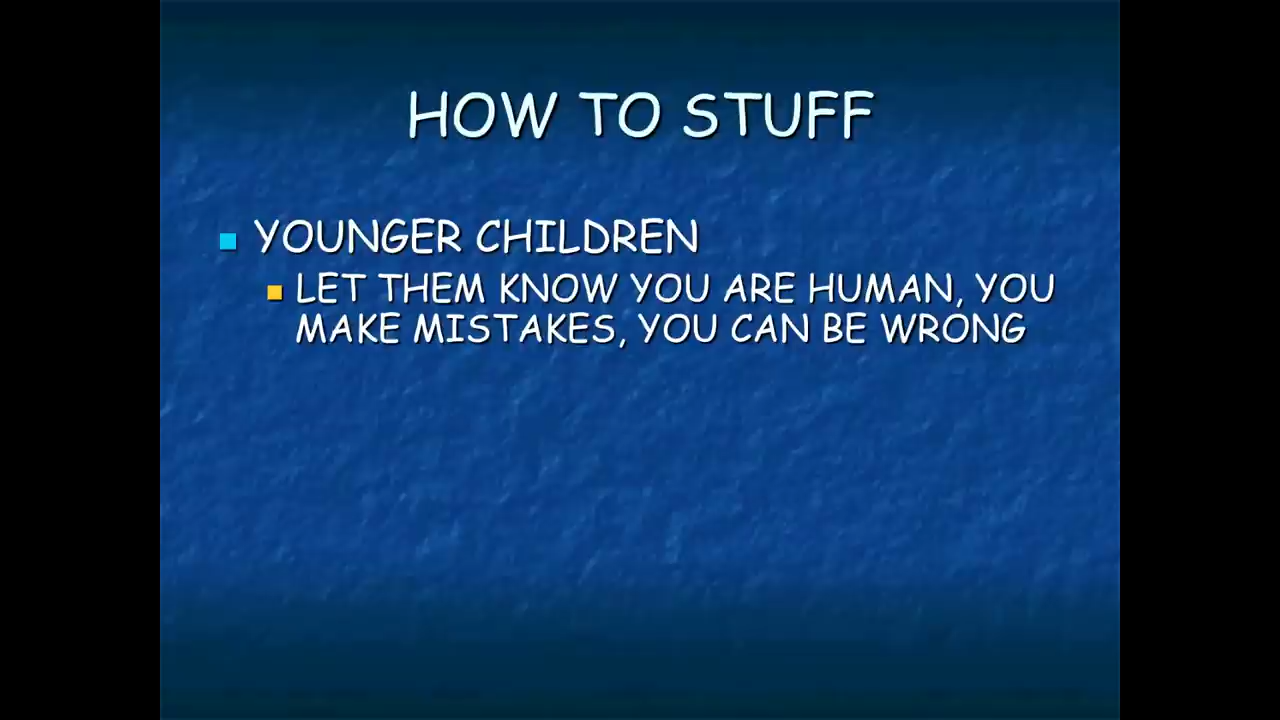 HOW TO STUFF
YOUNGER CHILDREN
LET THEM KNOW YOU ARE HUMAN, YOU
MAKE MISTAKES, YOU CAN BE WRONG